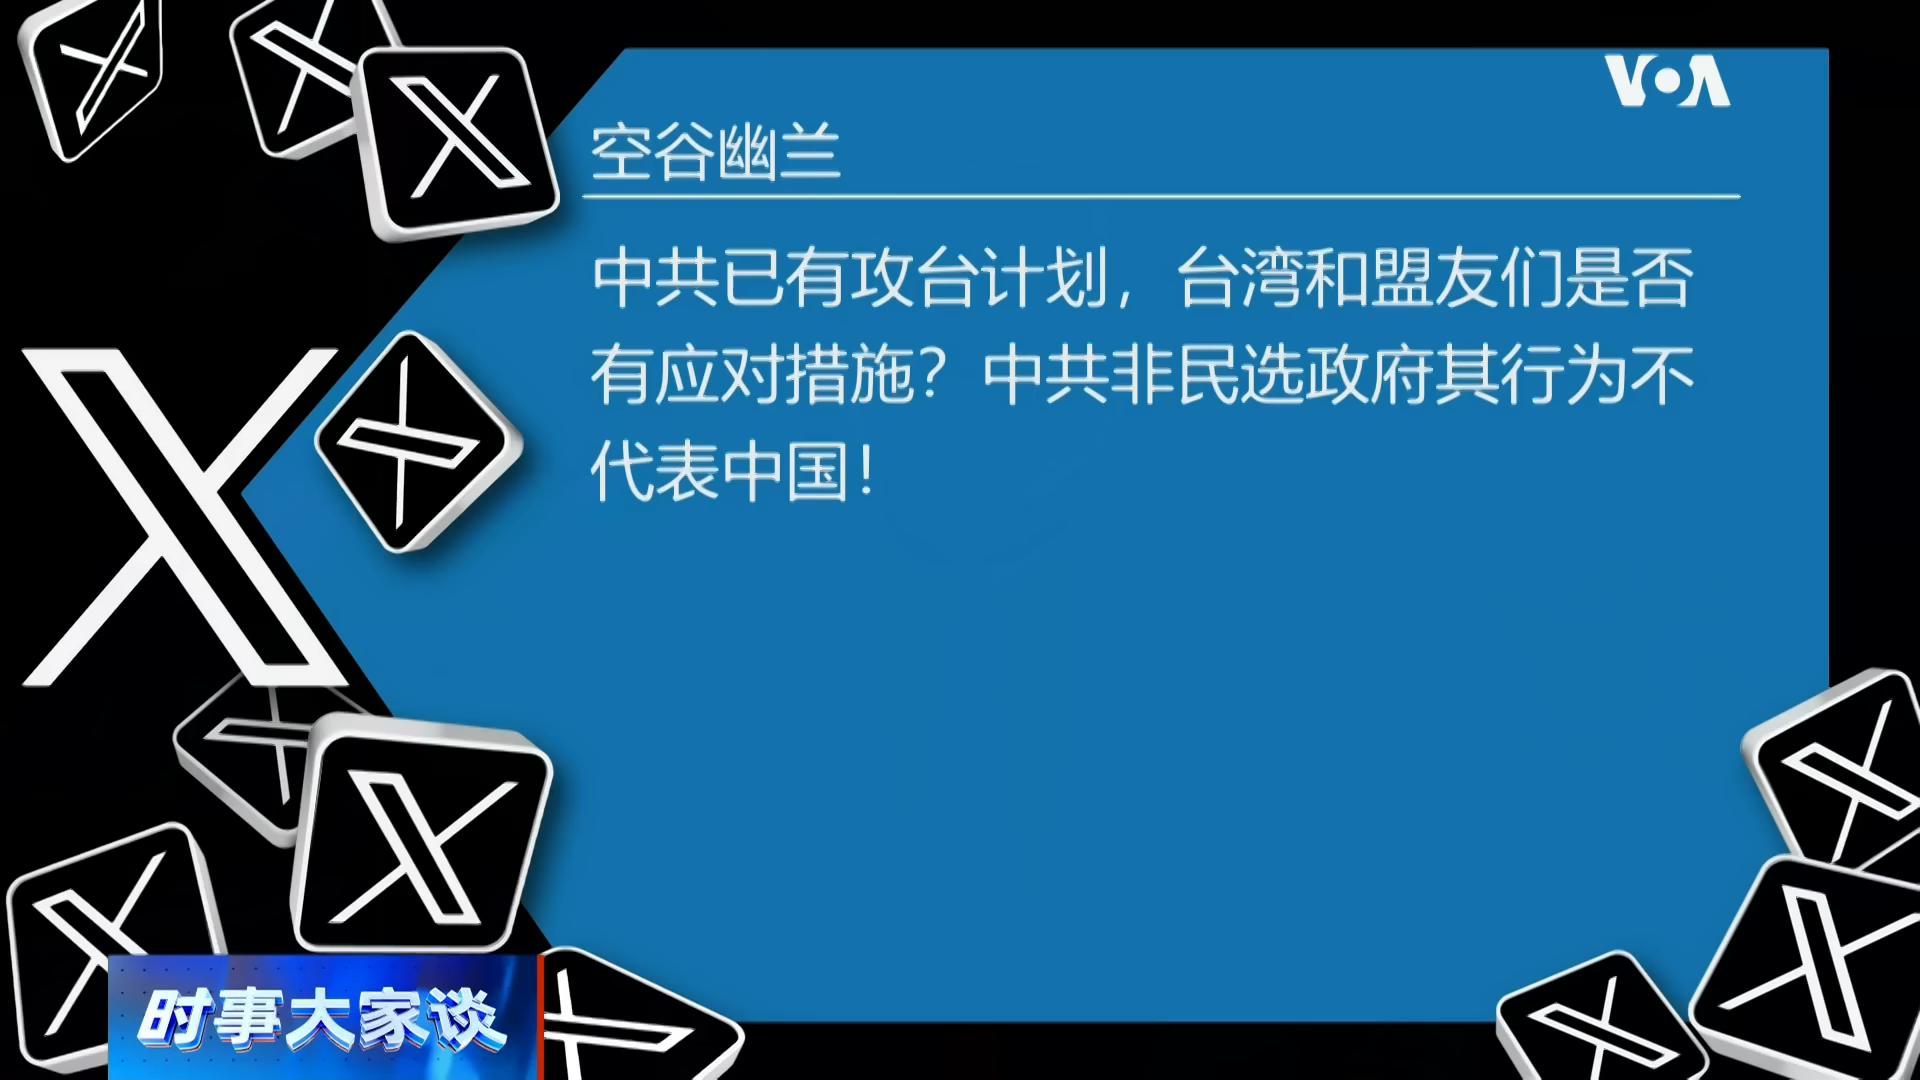 VOA
空谷幽兰
中共已有攻台计划，台湾和盟友们是否
有应对措施？中共非民选政府其行为不
代表中国！
时事大家谈